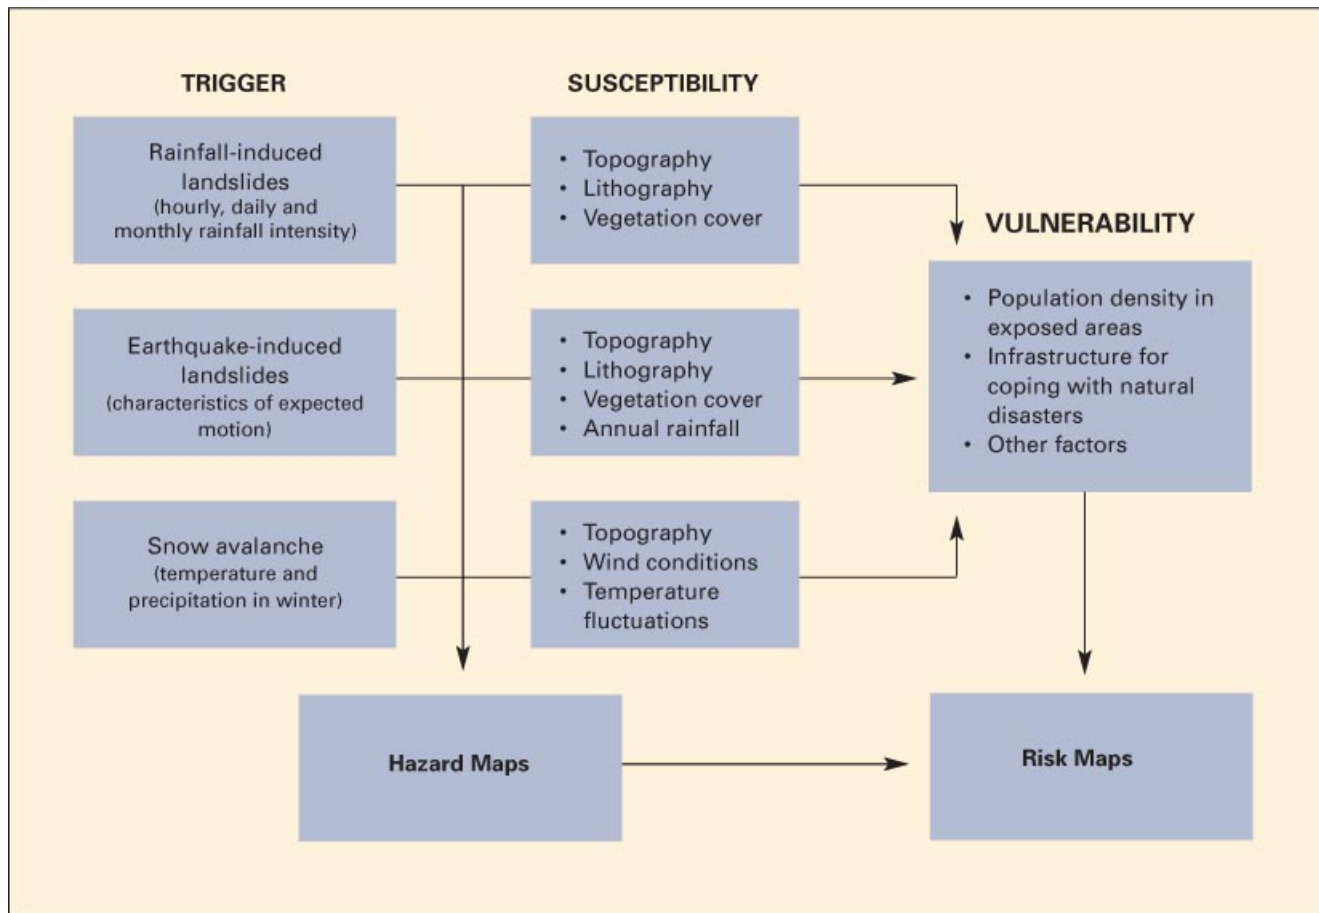 TRIGGER
Rainfall-induced
landslides
(hourly, daily and
monthly rainfall intensity)
Earthquake-induced
landslides
(characteristics of expected
motion)
Snow avalanche
(temperature and
precipitation in winter)
SUSCEPTIBILITY
• Topography
• Lithography
• Vegetation cover
• Topography
• Lithography
• Vegetation cover
• Annual rainfall
• Topography
• Wind conditions
• Temperature
fluctuations
VULNERABILITY
• Population density in
exposed areas
• Infrastructure for
coping with natural
disasters
• Other factors
Hazard Maps
Risk Maps